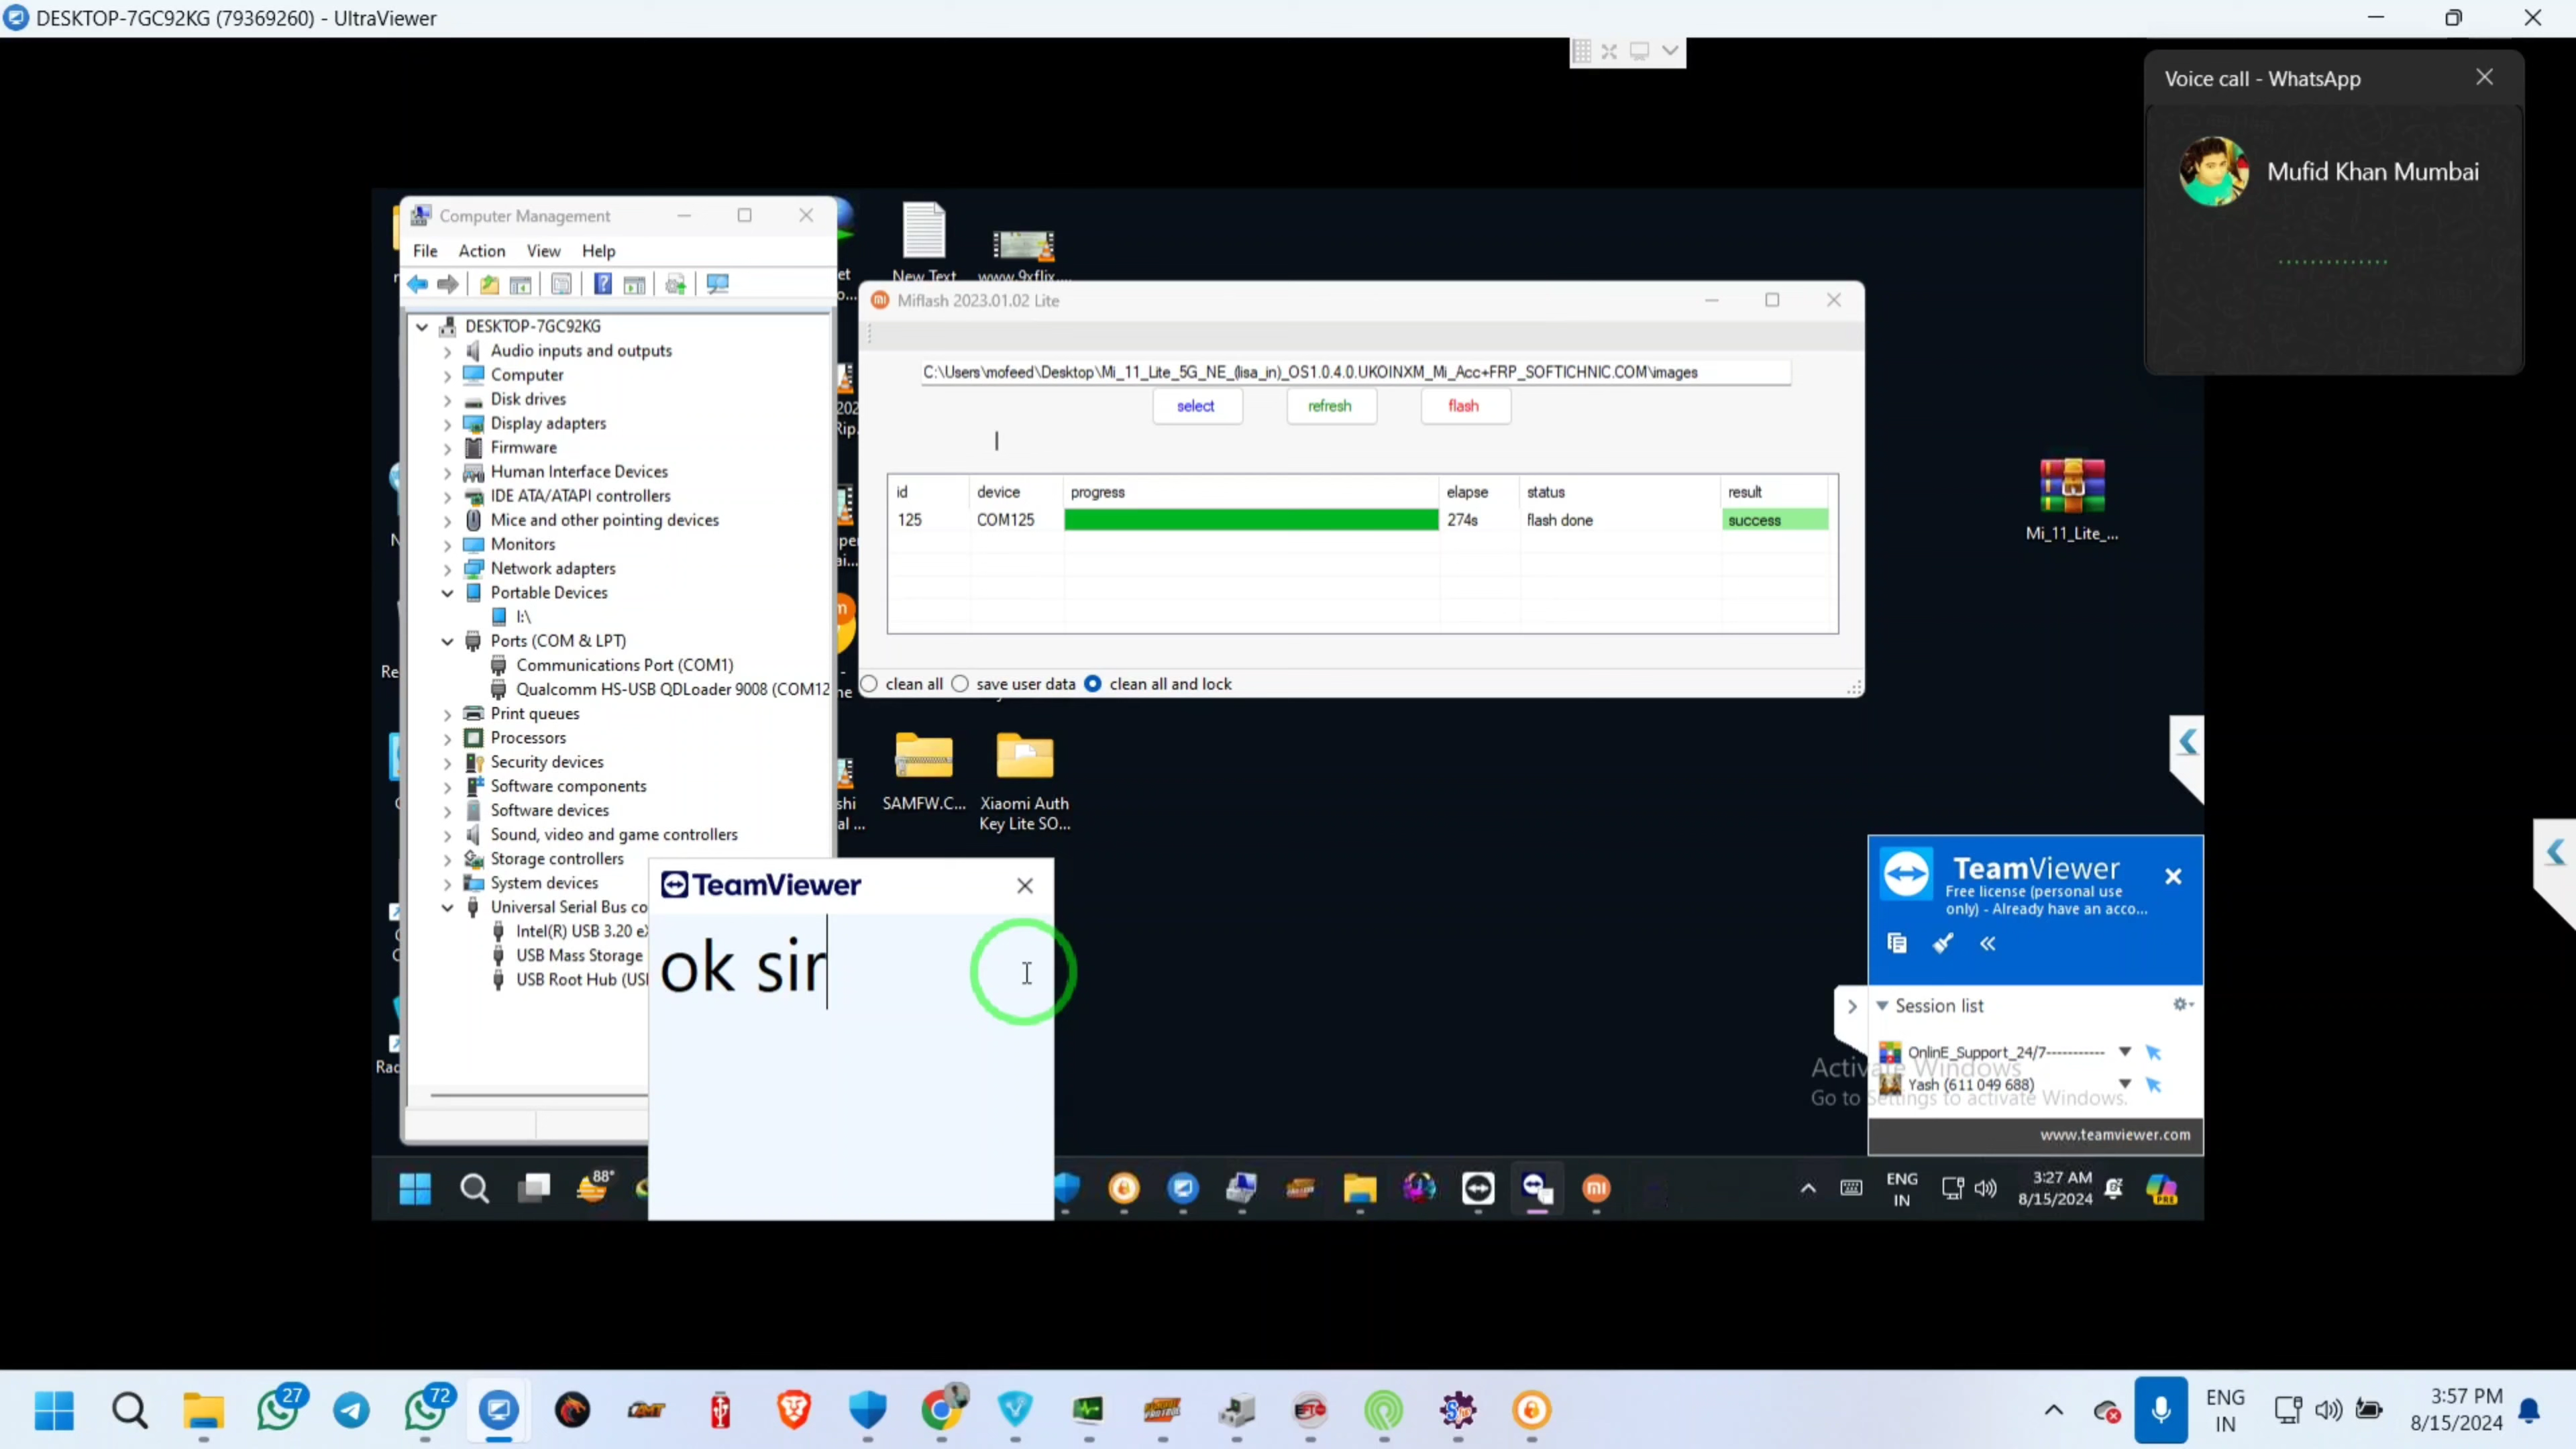 DESKTOP-7GC92KG (79369260) - UltraViewer
Voice call - WhatsApp
Mufid Khan Mumbai
Computer Management
File Action View Help
DESKTOP-7GC92KG
Audio inputs and outputs
Computer
Disk drives
Display adapters
Firmware
Human Interface Devices
IDE ATA/ATAPI controllers
Mice and other pointing devices
Monitors
Network adapters
Portable Devices
I:\
Ports (COM & LPT)
Communications Port (COM1)
Qualcomm HS-USB QDLoader 9008 (COM12
Print queues
Processors
Security devices
Software components
Software devices
Sound, video and game controllers
Storage controllers
System devices
Universal Serial Bus co
Intel(R) USB 3.20 eX
USB Mass Storage
USB Root Hub (USB
New Text
www.9xflix....
Miflash 2023.01.02 Lite
C:\Users\mofeed\Desktop\Mi_11_Lite_5G_NE_(lisa_in)_OS1.0.4.0.UKOINXM_Mi_Acc+FRP_SOFTICHNIC.COM\images
select refresh flash
id device progress elapse status result
125 COM125 274s flash done success
clean all save user data clean all and lock
Mi_11_Lite_...
SAMFW.C...
Xiaomi Auth
Key Lite SO...
TeamViewer
ok sir
TeamViewer
Free license (personal use
only) - Already have an acco...
Session list
OnlinE_Support_24/7-----------
Yash (611 049 688)
Activate Windows
Go to Settings to activate Windows.
www.teamviewer.com
88°
ENG
IN
3:27 AM
8/15/2024
PRE
27
72
ENG
IN
3:57 PM
8/15/2024